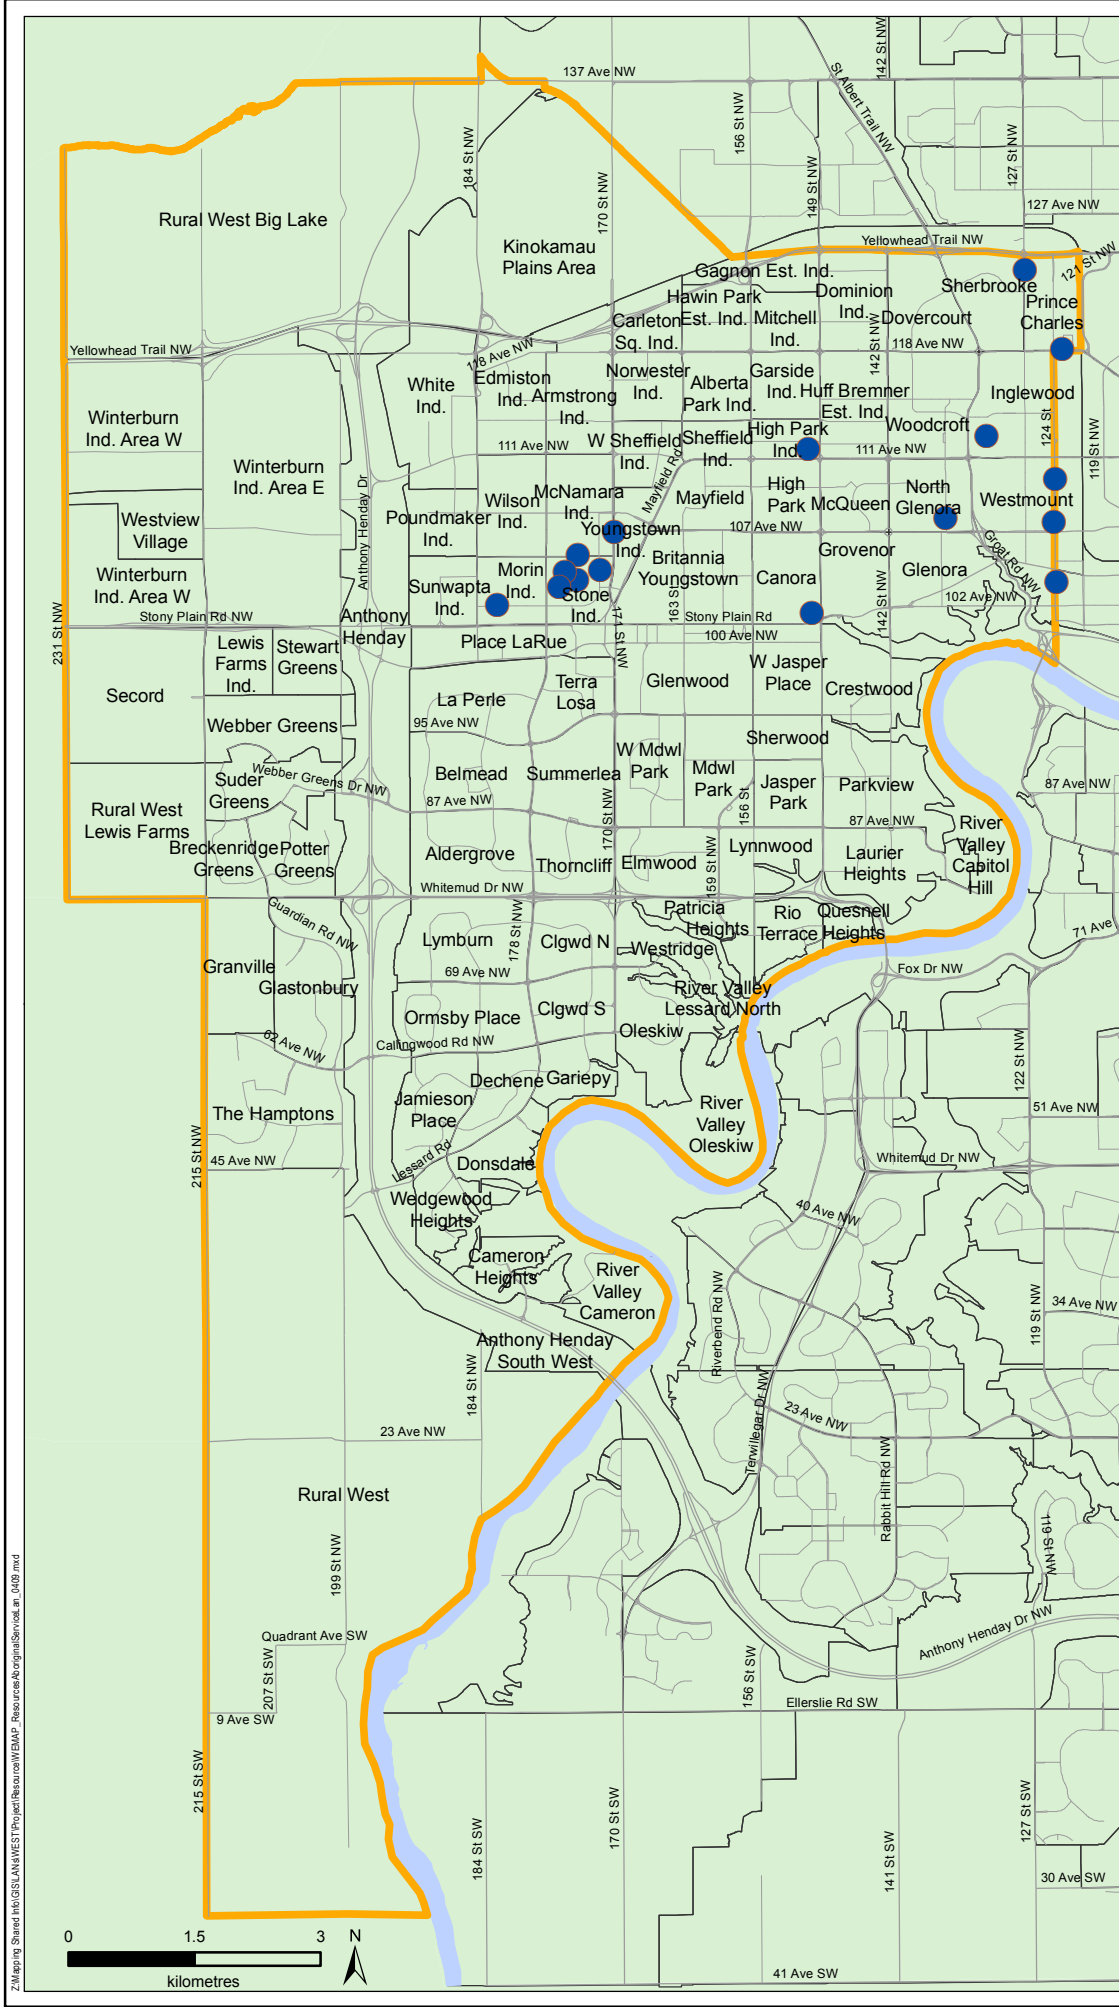 137 Ave NW
142 St NW
St Albert Trail NW
184 St NW
156 St NW
170 St NW
149 St NW
127 St NW
127 Ave NW
Rural West Big Lake
Kinokamau
Plains Area
Yellowhead Trail NW
121 St NW
Gagnon Est. Ind.
Sherbrooke
Hawin Park
Est. Ind.
Dominion
Ind.
Prince
Charles
Carleton
Sq. Ind.
Mitchell
Ind.
Dovercourt
142 St NW
118 Ave NW
Yellowhead Trail NW
118 Ave NW
White
Ind.
Edmiston
Ind.
Armstrong
Ind.
Norwester
Ind.
Alberta
Park Ind.
Garside
Ind.
Huff Bremner
Est. Ind.
Inglewood
124 St
119 St NW
Winterburn
Ind. Area W
Woodcroft
High Park
Ind.
111 Ave NW
W Sheffield
Ind.
Sheffield
Ind.
111 Ave NW
Winterburn
Ind. Area E
Anthony Henday Dr
Mayfield Rd
Wilson
Ind.
McNamara
Ind.
Mayfield
High
Park
McQueen
North
Glenora
Westmount
Westview
Village
Poundmaker
Ind.
Youngstown
Ind.
107 Ave NW
Groat Rd NW
Winterburn
Ind. Area W
Sunwapta
Ind.
Morin
Ind.
Stone
Ind.
Britannia
Youngstown
Canora
Grovenor
Glenora
102 Ave NW
231 St NW
Stony Plain Rd NW
Anthony
Henday
171 St NW
163 St
Stony Plain Rd
142 St NW
100 Ave NW
Lewis
Farms
Ind.
Stewart
Greens
Place LaRue
Secord
La Perle
Terra
Losa
Glenwood
W Jasper
Place
Crestwood
Webber Greens
95 Ave NW
Sherwood
Suder
Greens
Webber Greens Dr NW
Belmead
Summerlea
W Mdwl
Park
Mdwl
Park
156 St
Jasper
Park
Parkview
87 Ave NW
87 Ave NW
87 Ave NW
Rural West
Lewis Farms
170 St NW
River
Valley
Capitol
Hill
Breckenridge
Greens
Potter
Greens
Aldergrove
Thorncliff
Elmwood
159 St NW
Lynnwood
Laurier
Heights
Whitemud Dr NW
Guardian Rd NW
178 St NW
Patricia
Heights
Rio
Terrace
Quesnell
Heights
71 Ave
Lymburn
Clgwd N
Westridge
69 Ave NW
Fox Dr NW
Granville
Glastonbury
River Valley
Lessard North
Ormsby Place
Clgwd S
Oleskiw
62 Ave NW
Callingwood Rd NW
122 St NW
Dechene
Gariepy
The Hamptons
Jamieson
Place
River
Valley
Oleskiw
51 Ave NW
215 St NW
45 Ave NW
Lessard Rd
Donsdale
Whitemud Dr NW
Wedgewood
Heights
40 Ave NW
Cameron
Heights
River
Valley
Cameron
Riverbend Rd NW
119 St NW
34 Ave NW
Anthony Henday
South West
184 St NW
Terwillegar Dr NW
23 Ave NW
23 Ave NW
Rabbit Hill Rd NW
Rural West
119 St NW
199 St NW
Quadrant Ave SW
207 St SW
Anthony Henday Dr NW
156 St SW
Ellerslie Rd SW
9 Ave SW
215 St SW
170 St SW
184 St SW
127 St SW
141 St SW
30 Ave SW
0 1.5 3
kilometres
N
41 Ave SW